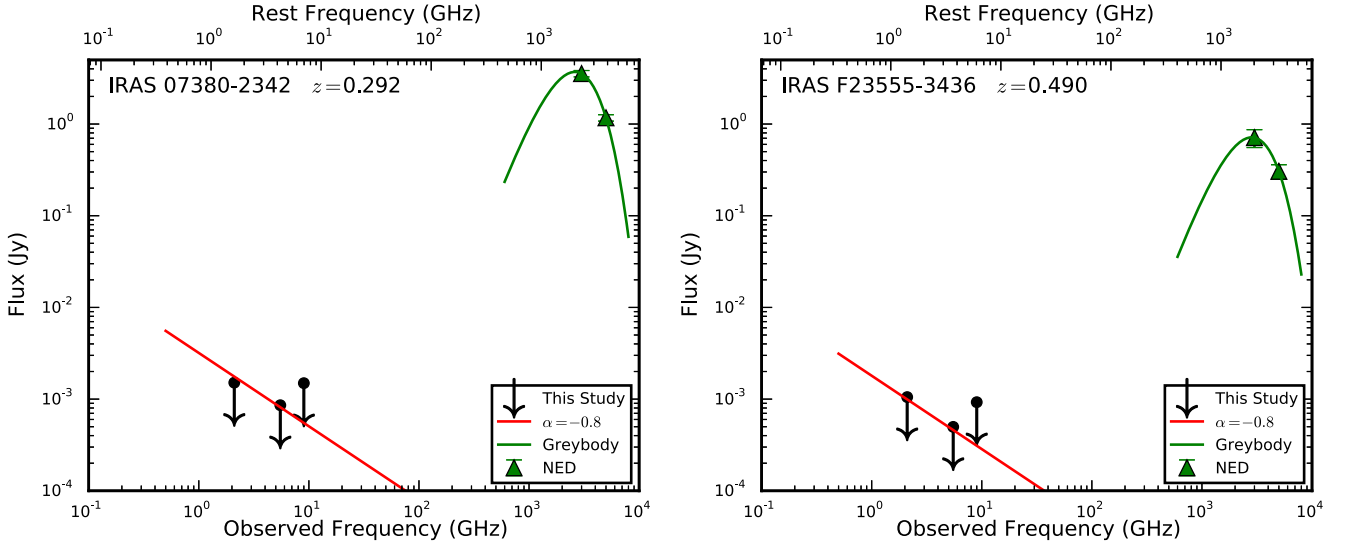 Rest Frequency (GHz)
10^-1 10^0 10^1 10^2 10^3
IRAS 07380-2342 z=0.292
Flux (Jy)
10^0
10^-1
10^-2
10^-3
10^-4
This Study
α=−0.8
Greybody
NED
10^-1 10^0 10^1 10^2 10^3 10^4
Observed Frequency (GHz)
Rest Frequency (GHz)
10^-1 10^0 10^1 10^2 10^3
IRAS F23555-3436 z=0.490
Flux (Jy)
10^0
10^-1
10^-2
10^-3
10^-4
This Study
α=−0.8
Greybody
NED
10^-1 10^0 10^1 10^2 10^3 10^4
Observed Frequency (GHz)